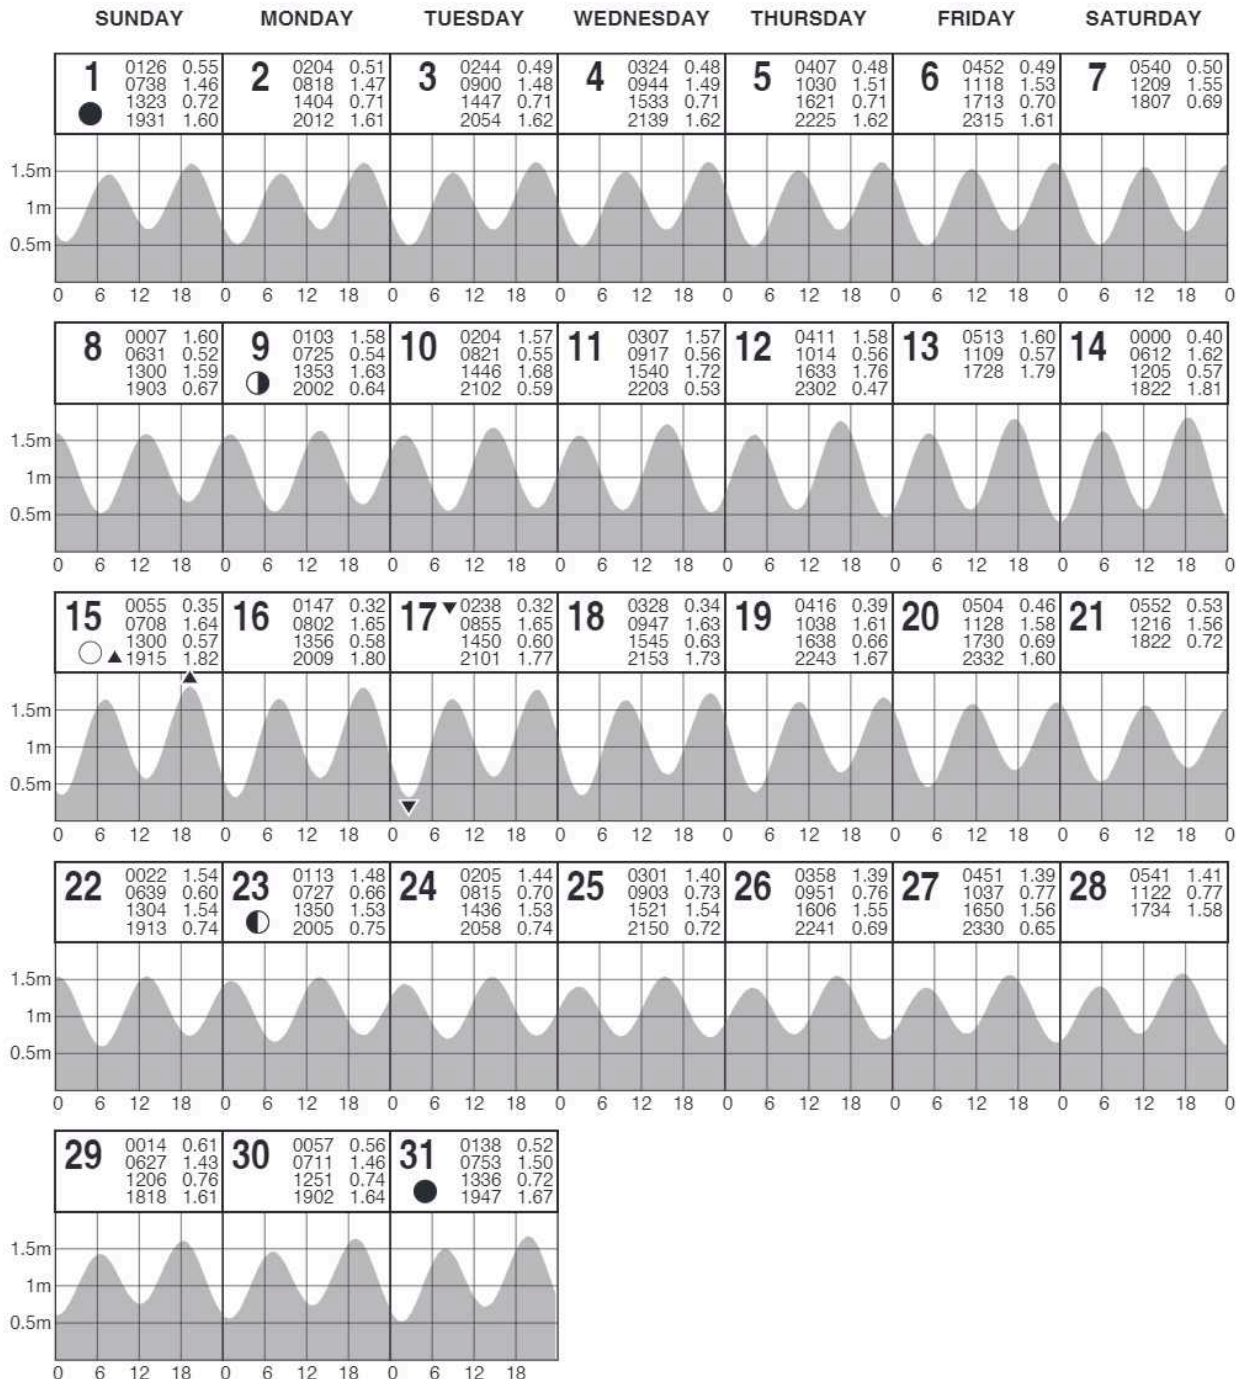 SUNDAY MONDAY TUESDAY WEDNESDAY THURSDAY FRIDAY SATURDAY
1 0126 0.55
0738 1.46
1323 0.72
1931 1.60
2 0204 0.51
0818 1.47
1404 0.71
2012 1.61
3 0244 0.49
0900 1.48
1447 0.71
2054 1.62
4 0324 0.48
0944 1.49
1533 0.71
2139 1.62
5 0407 0.48
1030 1.51
1621 0.71
2225 1.62
6 0452 0.49
1118 1.53
1713 0.70
2315 1.61
7 0540 0.50
1209 1.55
1807 0.69
1.5m
1m
0.5m
0 6 12 18 0 6 12 18 0 6 12 18 0 6 12 18 0 6 12 18 0 6 12 18 0 6 12 18 0
8 0007 1.60
0631 0.52
1300 1.59
1903 0.67
9 0103 1.58
0725 0.54
1353 1.63
2002 0.64
10 0204 1.57
0821 0.55
1446 1.68
2102 0.59
11 0307 1.57
0917 0.56
1540 1.72
2203 0.53
12 0411 1.58
1014 0.56
1633 1.76
2302 0.47
13 0513 1.60
1109 0.57
1728 1.79
14 0000 0.40
0612 1.62
1205 0.57
1822 1.81
1.5m
1m
0.5m
0 6 12 18 0 6 12 18 0 6 12 18 0 6 12 18 0 6 12 18 0 6 12 18 0 6 12 18 0
15 0055 0.35
0708 1.64
1300 0.57
▲ 1915 1.82
16 0147 0.32
0802 1.65
1356 0.58
2009 1.80
17 ▼ 0238 0.32
0855 1.65
1450 0.60
2101 1.77
18 0328 0.34
0947 1.63
1545 0.63
2153 1.73
19 0416 0.39
1038 1.61
1638 0.66
2243 1.67
20 0504 0.46
1128 1.58
1730 0.69
2332 1.60
21 0552 0.53
1216 1.56
1822 0.72
1.5m
1m
0.5m
0 6 12 18 0 6 12 18 0 6 12 18 0 6 12 18 0 6 12 18 0 6 12 18 0 6 12 18 0
22 0022 1.54
0639 0.60
1304 1.54
1913 0.74
23 0113 1.48
0727 0.66
1350 1.53
2005 0.75
24 0205 1.44
0815 0.70
1436 1.53
2058 0.74
25 0301 1.40
0903 0.73
1521 1.54
2150 0.72
26 0358 1.39
0951 0.76
1606 1.55
2241 0.69
27 0451 1.39
1037 0.77
1650 1.56
2330 0.65
28 0541 1.41
1122 0.77
1734 1.58
1.5m
1m
0.5m
0 6 12 18 0 6 12 18 0 6 12 18 0 6 12 18 0 6 12 18 0 6 12 18 0 6 12 18 0
29 0014 0.61
0627 1.43
1206 0.76
1818 1.61
30 0057 0.56
0711 1.46
1251 0.74
1902 1.64
31 0138 0.52
0753 1.50
1336 0.72
1947 1.67
1.5m
1m
0.5m
0 6 12 18 0 6 12 18 0 6 12 18